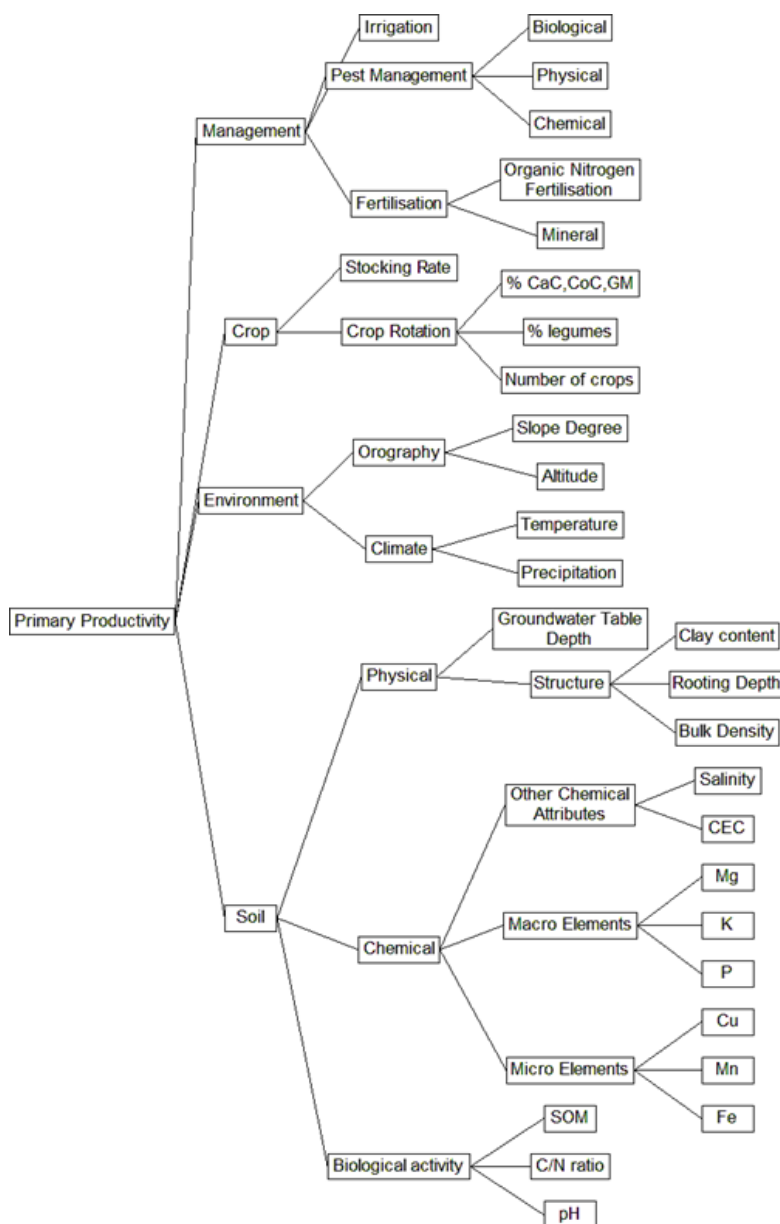 Irrigation
Biological
Pest Management
Physical
Management
Chemical
Organic Nitrogen
Fertilisation
Fertilisation
Mineral
Stocking Rate
% CaC,CoC,GM
Crop
Crop Rotation
% legumes
Number of crops
Slope Degree
Orography
Altitude
Environment
Temperature
Climate
Precipitation
Primary Productivity
Groundwater Table
Depth
Clay content
Physical
Structure
Rooting Depth
Bulk Density
Other Chemical
Attributes
Salinity
CEC
Mg
Soil
Chemical
Macro Elements
K
P
Cu
Micro Elements
Mn
Fe
SOM
Biological activity
C/N ratio
pH